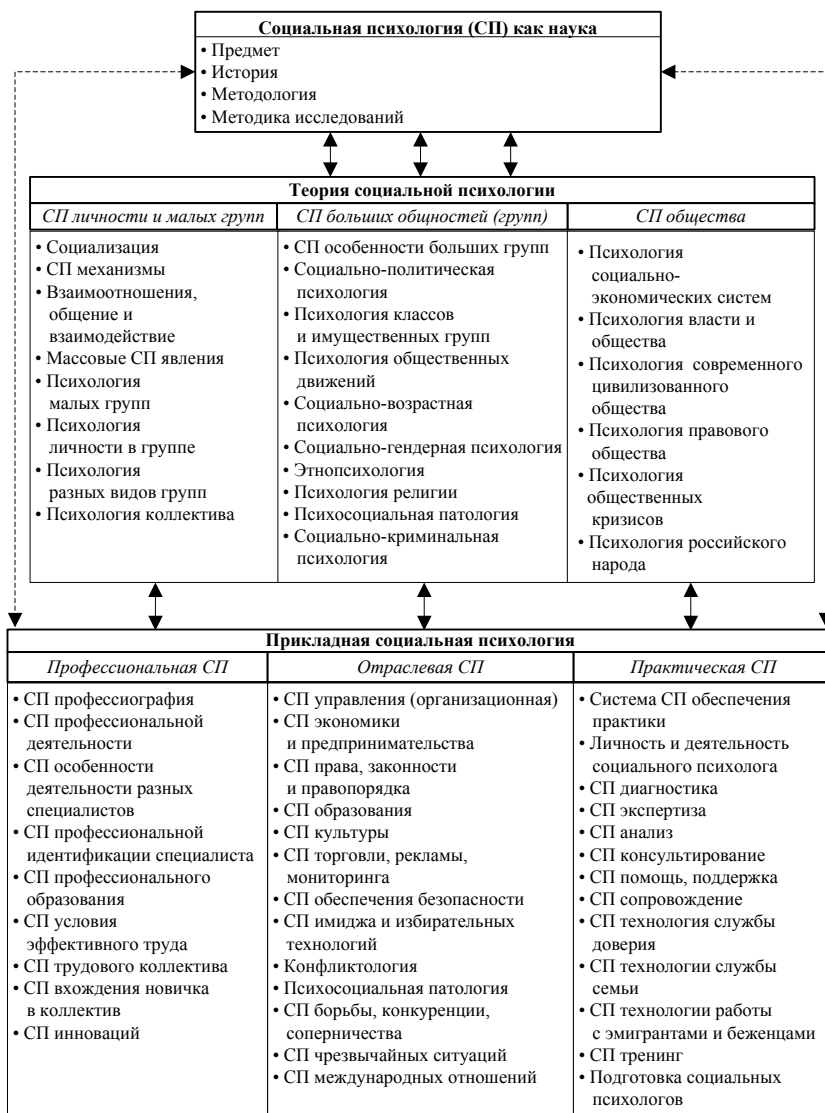 Социальная психология (СП) как наука
• Предмет
• История
• Методология
• Методика исследований
Теория социальной психологии
СП личности и малых групп
• Социализация
• СП механизмы
• Взаимоотношения,
общение и
взаимодействие
• Массовые СП явления
• Психология
малых групп
• Психология
личности в группе
• Психология
разных видов групп
• Психология коллектива
СП больших общностей (групп)
• СП особенности больших групп
• Социально-политическая
психология
• Психология классов
и имущественных групп
• Психология общественных
движений
• Социально-возрастная
психология
• Социально-гендерная психология
• Этнопсихология
• Психология религии
• Психосоциальная патология
• Социально-криминальная
психология
СП общества
• Психология
социально-
экономических систем
• Психология власти и
общества
• Психология современного
цивилизованного
общества
• Психология правового
общества
• Психология
общественных
кризисов
• Психология российского
народа
Прикладная социальная психология
Профессиональная СП
• СП профессиография
• СП профессиональной
деятельности
• СП особенности
деятельности разных
специалистов
• СП профессиональной
идентификации специалиста
• СП профессионального
образования
• СП условия
эффективного труда
• СП трудового коллектива
• СП вхождения новичка
в коллектив
• СП инноваций
Отраслевая СП
• СП управления (организационная)
• СП экономики
и предпринимательства
• СП права, законности
и правопорядка
• СП образования
• СП культуры
• СП торговли, рекламы,
мониторинга
• СП обеспечения безопасности
• СП имиджа и избирательных
технологий
• Конфликтология
• Психосоциальная патология
• СП борьбы, конкуренции,
соперничества
• СП чрезвычайных ситуаций
• СП международных отношений
Практическая СП
• Система СП обеспечения
практики
• Личность и деятельность
социального психолога
• СП диагностика
• СП экспертиза
• СП анализ
• СП консультирование
• СП помощь, поддержка
• СП сопровождение
• СП технология службы
доверия
• СП технологии службы
семьи
• СП технологии работы
с эмигрантами и беженцами
• СП тренинг
• Подготовка социальных
психологов